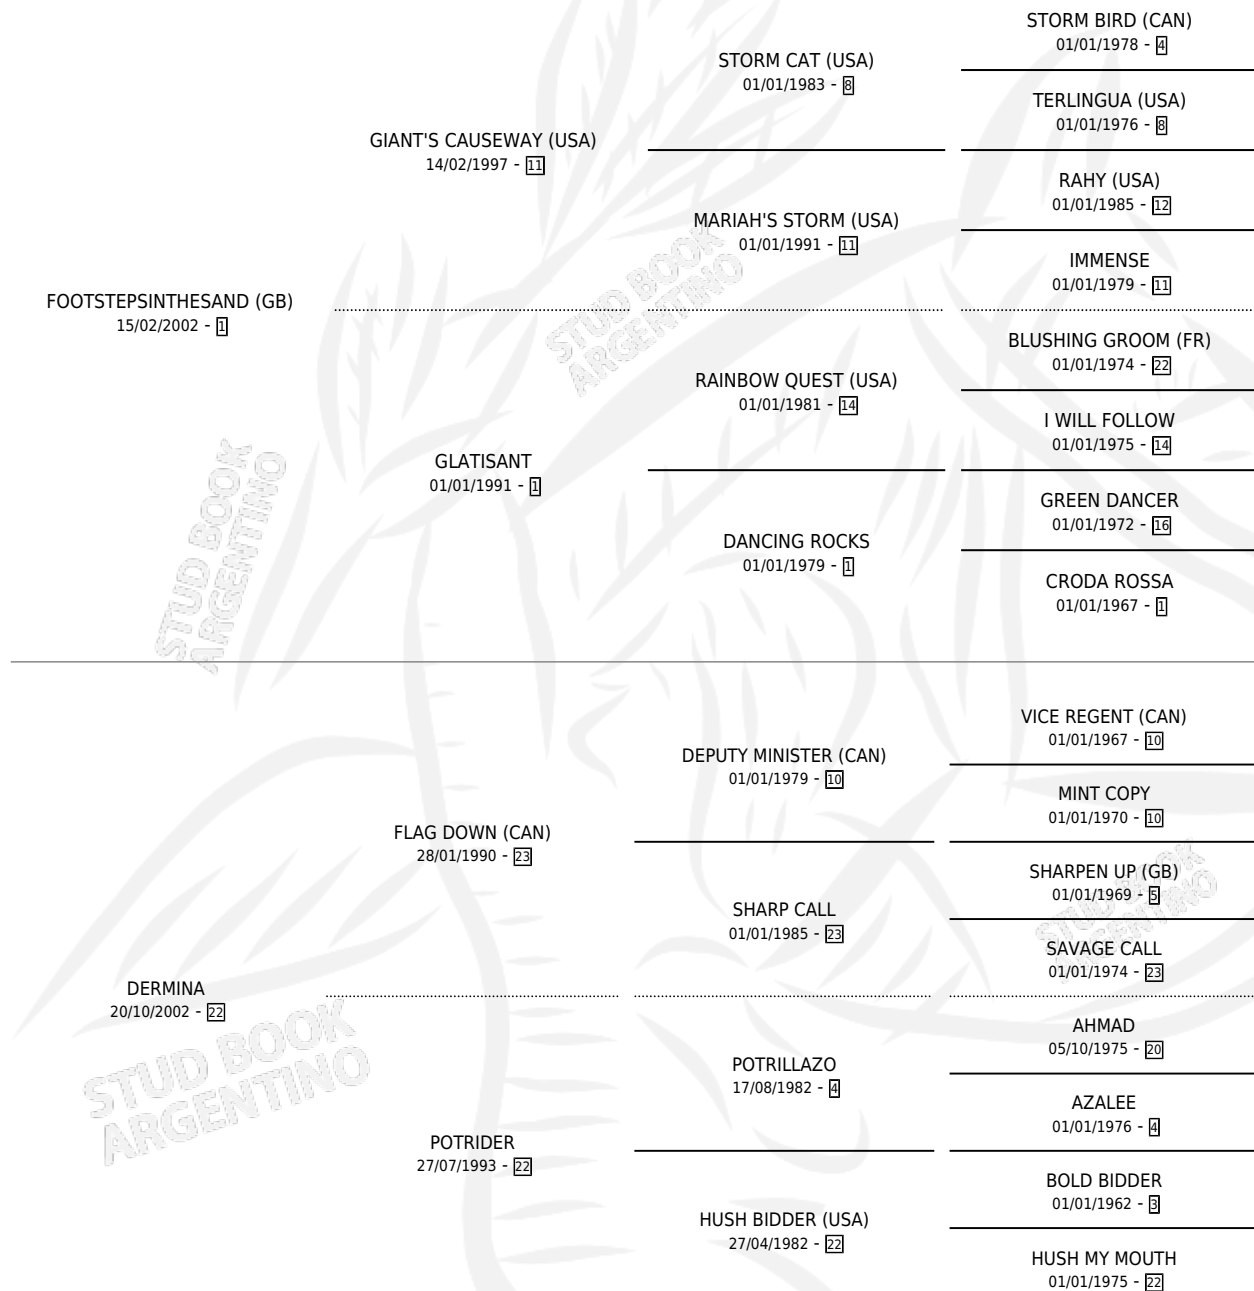 STORM BIRD (CAN)
01/01/1978 - 4
STORM CAT (USA)
01/01/1983 - 8
TERLINGUA (USA)
01/01/1976 - 8
GIANT'S CAUSEWAY (USA)
14/02/1997 - 11
RAHY (USA)
01/01/1985 - 12
MARIAH'S STORM (USA)
01/01/1991 - 11
IMMENSE
01/01/1979 - 11
FOOTSTEPSINTHESAND (GB)
15/02/2002 - 1
BLUSHING GROOM (FR)
01/01/1974 - 22
RAINBOW QUEST (USA)
01/01/1981 - 14
I WILL FOLLOW
01/01/1975 - 14
GLATISANT
01/01/1991 - 1
GREEN DANCER
01/01/1972 - 16
DANCING ROCKS
01/01/1979 - 1
CRODA ROSSA
01/01/1967 - 1
VICE REGENT (CAN)
01/01/1967 - 10
DEPUTY MINISTER (CAN)
01/01/1979 - 10
MINT COPY
01/01/1970 - 10
FLAG DOWN (CAN)
28/01/1990 - 23
SHARPEN UP (GB)
01/01/1969 - 5
SHARP CALL
01/01/1985 - 23
SAVAGE CALL
01/01/1974 - 23
DERMINA
20/10/2002 - 22
AHMAD
05/10/1975 - 20
POTRILLAZO
17/08/1982 - 4
AZALEE
01/01/1976 - 4
POTRIDER
27/07/1993 - 22
BOLD BIDDER
01/01/1962 - 3
HUSH BIDDER (USA)
27/04/1982 - 22
HUSH MY MOUTH
01/01/1975 - 22
STUD BOOK
ARGENTINO
STUD BOOK
ARGENTINO
STUD BOOK
ARGENTINO
STUD BOOK
ARGENTINO